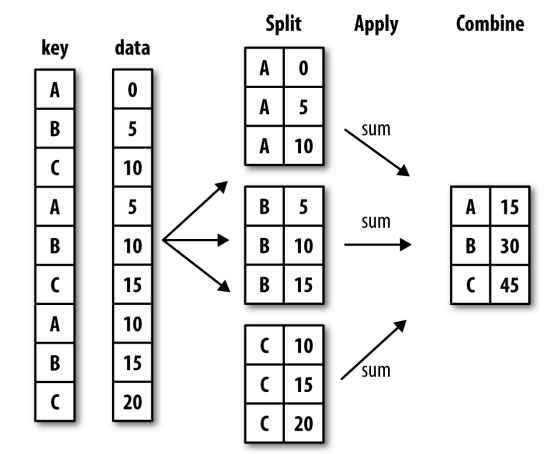 Split Apply Combine
key data
A 0
B 5
C 10
A 5
B 10
C 15
A 10
B 15
C 20
A 0
A 5
A 10
B 5
B 10
B 15
C 10
C 15
C 20
sum
sum
sum
A 15
B 30
C 45